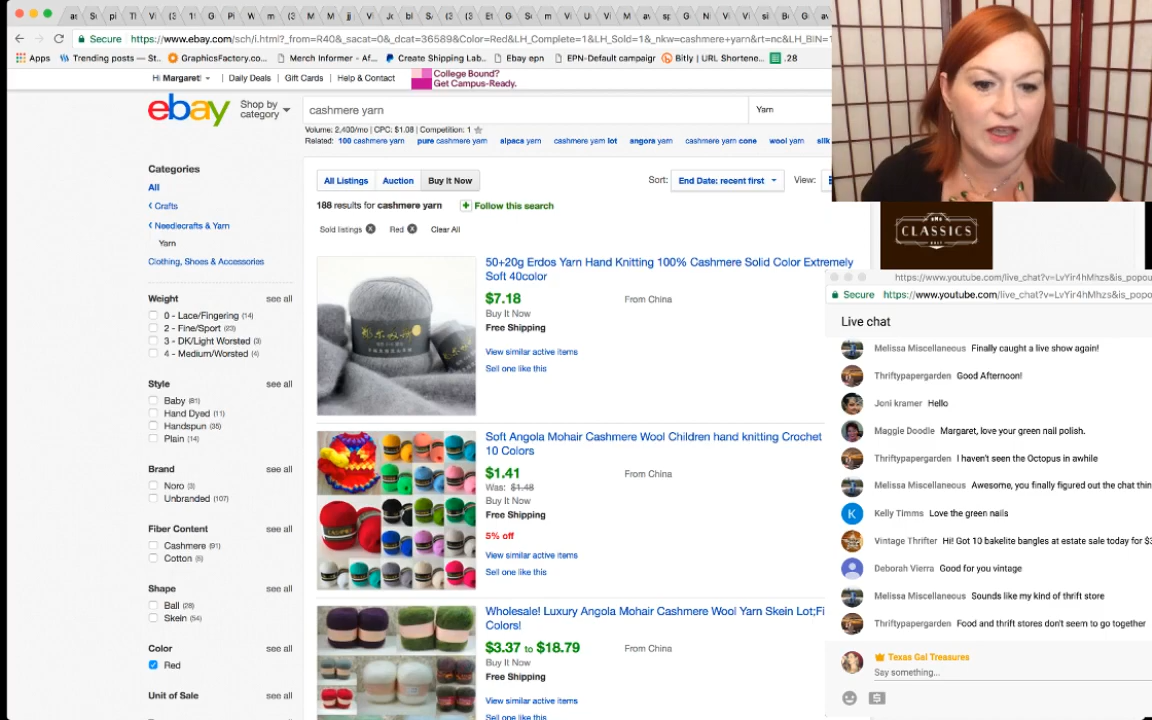 Secure https://www.ebay.com/sch/i.html?_from=R40&_sacat=0&_dcat=36589&Color=Red&LH_Complete=1&LH_Sold=1&_nkw=cashmere+yarn&rt=nc&LH_BIN=1
Apps Trending posts — St.. GraphicsFactory.co... Merch Informer - Af... Create Shipping Lab.. Ebay epn EPN-Default campaigr Bitly | URL Shortene... .28
Hi Margaret! Daily Deals Gift Cards Help & Contact
College Bound?
Get Campus-Ready.
ebay
Shop by
category
cashmere yarn
Yarn
Volume: 2,400/mo | CPC: $1.08 | Competition: 1
Related: 100 cashmere yarn pure cashmere yarn alpaca yarn cashmere yarn lot angora yarn cashmere yarn cone wool yarn silk
Categories
All
Crafts
Needlecrafts & Yarn
Yarn
Clothing, Shoes & Accessories
Weight see all
0 - Lace/Fingering (14)
2 - Fine/Sport (23)
3 - DK/Light Worsted (3)
4 - Medium/Worsted (4)
Style see all
Baby (81)
Hand Dyed (11)
Handspun (35)
Plain (14)
Brand see all
Noro (3)
Unbranded (107)
Fiber Content see all
Cashmere (91)
Cotton (5)
Shape see all
Ball (28)
Skein (54)
Color see all
Red
Unit of Sale see all
All Listings Auction Buy It Now
Sort: End Date: recent first View:
188 results for cashmere yarn Follow this search
Sold listings Red Clear All
50+20g Erdos Yarn Hand Knitting 100% Cashmere Solid Color Extremely
Soft 40color
$7.18 From China
Buy It Now
Free Shipping
View similar active items
Sell one like this
Soft Angola Mohair Cashmere Wool Children hand knitting Crochet
10 Colors
$1.41 From China
Was: $1.48
Buy It Now
Free Shipping
5% off
View similar active items
Sell one like this
Wholesale! Luxury Angola Mohair Cashmere Wool Yarn Skein Lot;Fi
Colors!
$3.37 to $18.79 From China
Buy It Now
Free Shipping
View similar active items
Sell one like this
CLASSICS
https://www.youtube.com/live_chat?v=LvYir4hMhzs&is_popou
Secure https://www.youtube.com/live_chat?v=LvYir4hMhzs&is_popo
Live chat
Melissa Miscellaneous Finally caught a live show again!
Thriftypapergarden Good Afternoon!
Joni kramer Hello
Maggie Doodle Margaret, love your green nail polish.
Thriftypapergarden I haven't seen the Octopus in awhile
Melissa Miscellaneous Awesome, you finally figured out the chat thin
Kelly Timms Love the green nails
K
Vintage Thrifter Hi! Got 10 bakelite bangles at estate sale today for $3
Deborah Vierra Good for you vintage
Melissa Miscellaneous Sounds like my kind of thrift store
Thriftypapergarden Food and thrift stores don't seem to go together
Texas Gal Treasures
Say something...